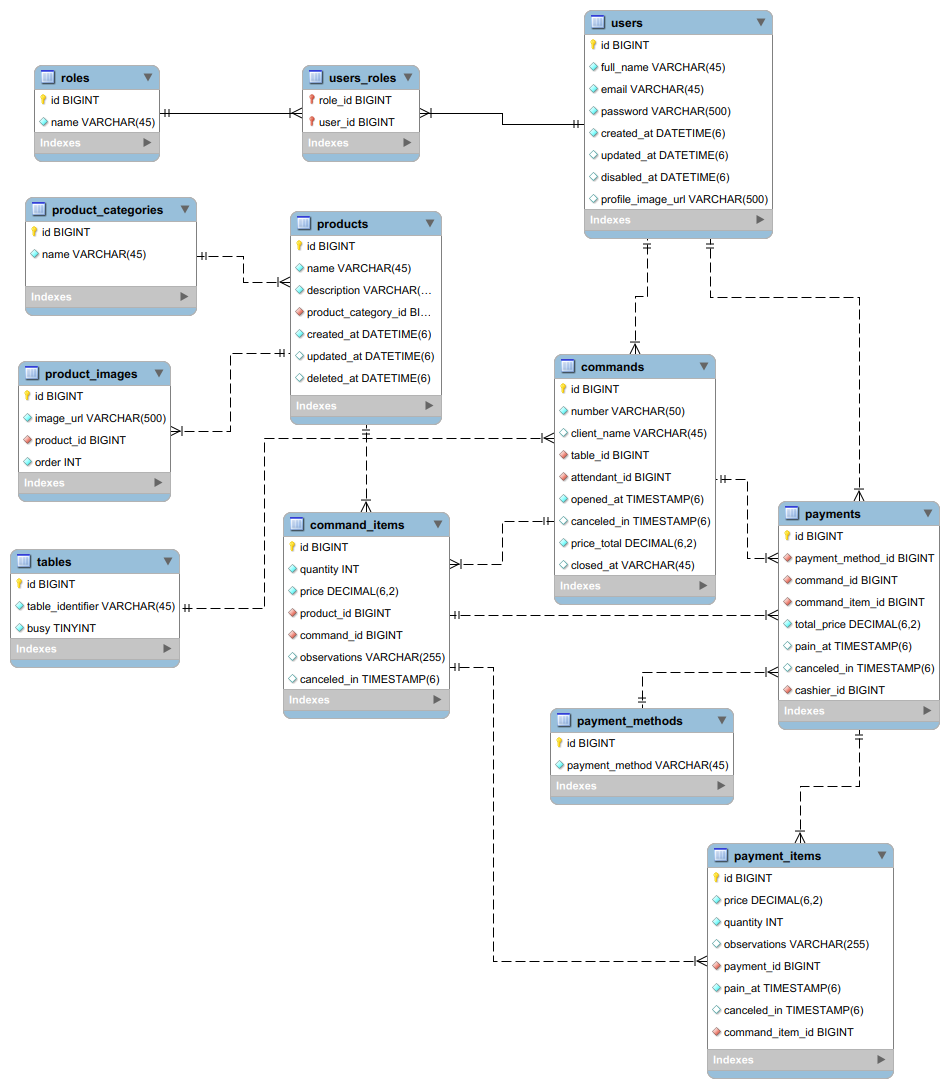 users
id BIGINT
full_name VARCHAR(45)
email VARCHAR(45)
password VARCHAR(500)
created_at DATETIME(6)
updated_at DATETIME(6)
disabled_at DATETIME(6)
profile_image_url VARCHAR(500)
Indexes
roles
id BIGINT
name VARCHAR(45)
Indexes
users_roles
role_id BIGINT
user_id BIGINT
Indexes
product_categories
id BIGINT
name VARCHAR(45)
Indexes
products
id BIGINT
name VARCHAR(45)
description VARCHAR(...
product_category_id BI...
created_at DATETIME(6)
updated_at DATETIME(6)
deleted_at DATETIME(6)
Indexes
product_images
id BIGINT
image_url VARCHAR(500)
product_id BIGINT
order INT
Indexes
commands
id BIGINT
number VARCHAR(50)
client_name VARCHAR(45)
table_id BIGINT
attendant_id BIGINT
opened_at TIMESTAMP(6)
canceled_in TIMESTAMP(6)
price_total DECIMAL(6,2)
closed_at VARCHAR(45)
Indexes
payments
id BIGINT
payment_method_id BIGINT
command_id BIGINT
command_item_id BIGINT
total_price DECIMAL(6,2)
pain_at TIMESTAMP(6)
canceled_in TIMESTAMP(6)
cashier_id BIGINT
Indexes
command_items
id BIGINT
quantity INT
price DECIMAL(6,2)
product_id BIGINT
command_id BIGINT
observations VARCHAR(255)
canceled_in TIMESTAMP(6)
Indexes
tables
id BIGINT
table_identifier VARCHAR(45)
busy TINYINT
Indexes
payment_methods
id BIGINT
payment_method VARCHAR(45)
Indexes
payment_items
id BIGINT
price DECIMAL(6,2)
quantity INT
observations VARCHAR(255)
payment_id BIGINT
pain_at TIMESTAMP(6)
canceled_in TIMESTAMP(6)
command_item_id BIGINT
Indexes